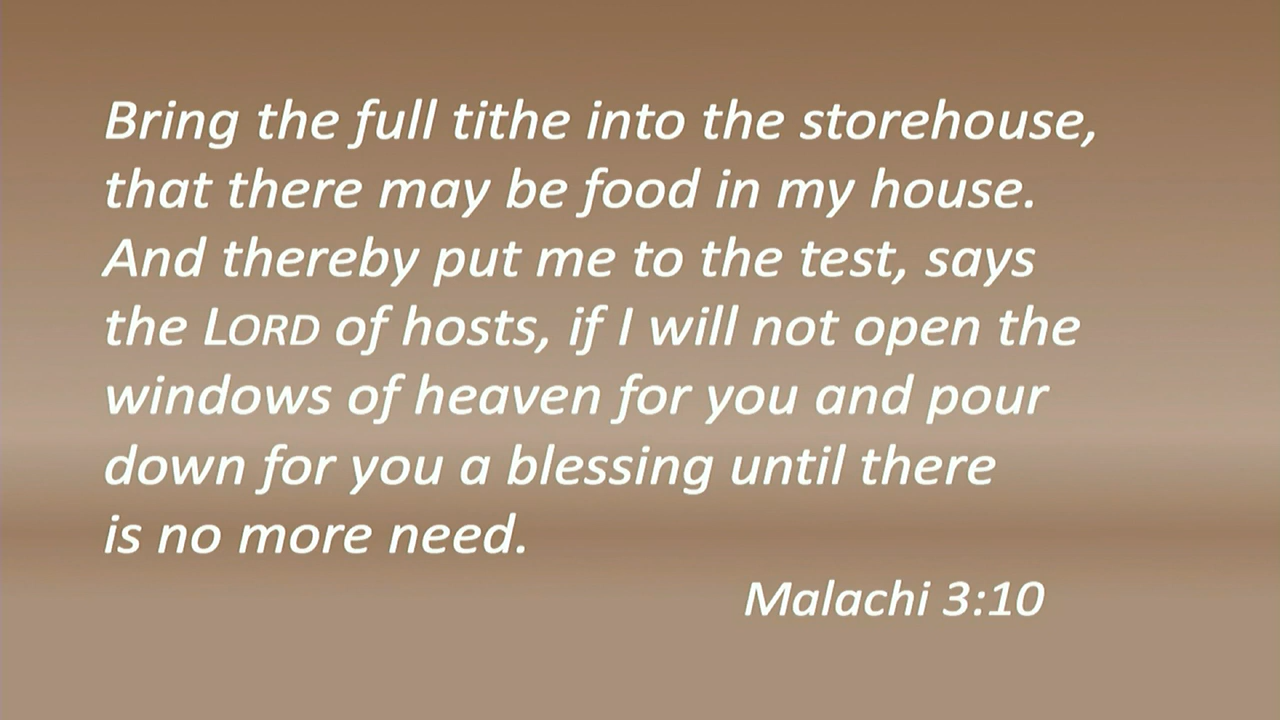 Bring the full tithe into the storehouse,
that there may be food in my house.
And thereby put me to the test, says
the LORD of hosts, if I will not open the
windows of heaven for you and pour
down for you a blessing until there
is no more need.
Malachi 3:10